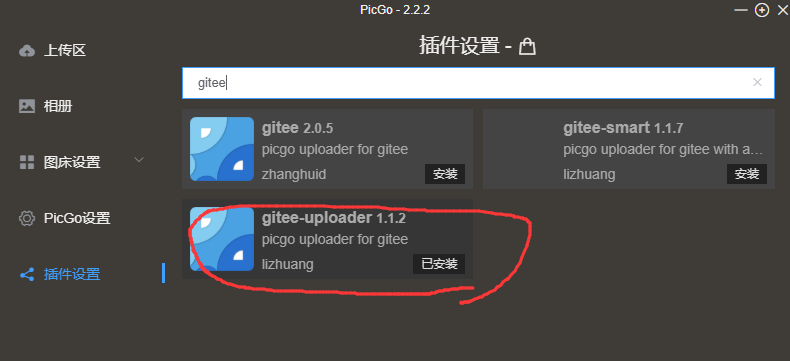 PicGo - 2.2.2
上传区
相册
图床设置
PicGo设置
插件设置
插件设置 -
gitee
gitee 2.0.5
picgo uploader for gitee
zhanghuid
安装
gitee-smart 1.1.7
picgo uploader for gitee with a...
lizhuang
安装
gitee-uploader 1.1.2
picgo uploader for gitee
lizhuang
已安装